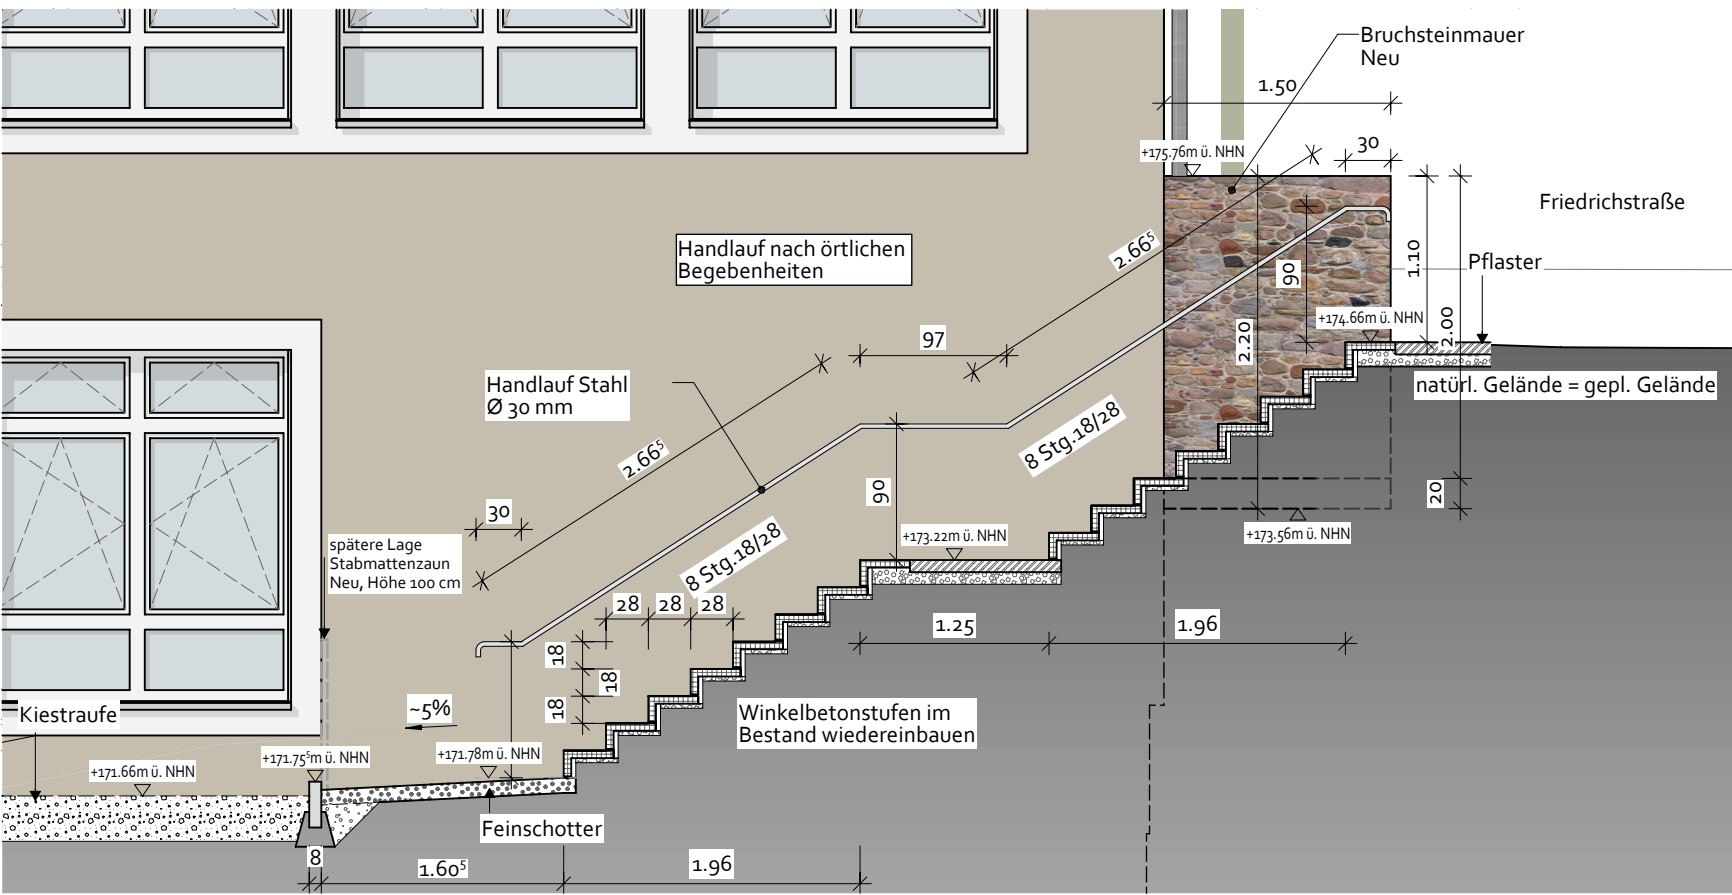 Bruchsteinmauer
Neu
1.50
+175.76m ü. NHN
30
Friedrichstraße
Handlauf nach örtlichen
Begebenheiten
2.66⁵
1.10
90
Pflaster
+174.66m ü. NHN
2.20
2.00
97
Handlauf Stahl
Ø 30 mm
natürl. Gelände = gepl. Gelände
8 Stg.18/28
2.66⁵
90
20
30
+173.22m ü. NHN
+173.56m ü. NHN
spätere Lage
Stabmattenzaun
Neu, Höhe 100 cm
8 Stg.18/28
28
28
28
1.25
1.96
18
18
18
Kiestraufe
~5%
Winkelbetonstufen im
Bestand wiedereinbauen
+171.66m ü. NHN
+171.75⁵m ü. NHN
+171.78m ü. NHN
Feinschotter
8
1.60⁵
1.96